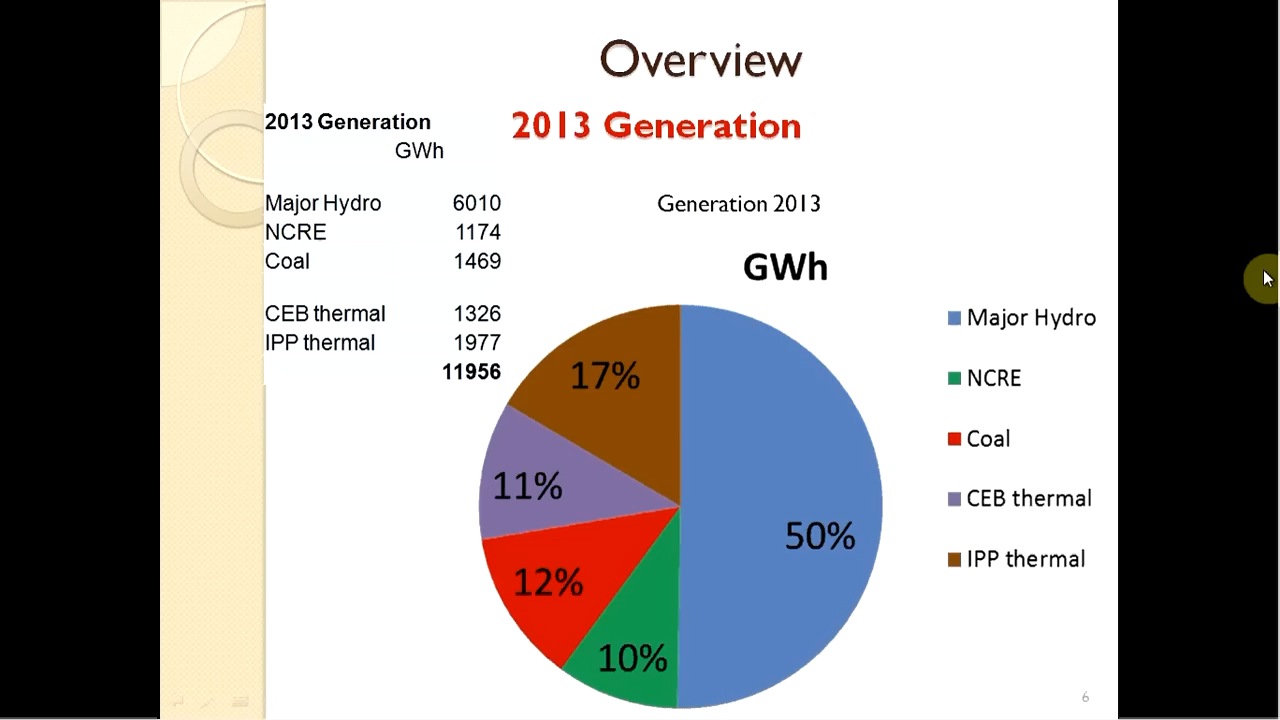 Overview
2013 Generation
2013 Generation
GWh
Major Hydro 6010
NCRE 1174
Coal 1469
CEB thermal 1326
IPP thermal 1977
11956
Generation 2013
GWh
17%
11%
12%
10%
50%
Major Hydro
NCRE
Coal
CEB thermal
IPP thermal
6